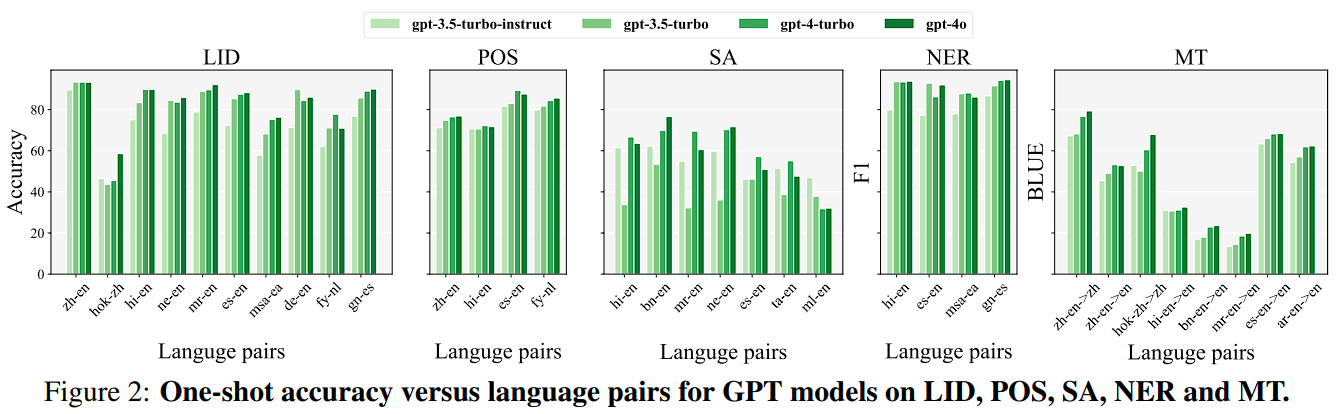 gpt-3.5-turbo-instruct gpt-3.5-turbo gpt-4-turbo gpt-4o
LID POS SA NER MT
Accuracy
80
60
40
20
0
F1
BLUE
zh-en hok-zh hi-en ne-en mr-en es-en msa-ea de-en fy-nl gn-es
zh-en hi-en es-en fy-nl
hi-en bn-en mr-en ne-en es-en ta-en ml-en
hi-en es-en msa-ea gn-es
zh-en->zh zh-en->en hok-zh->zh hi-en->en bn-en->en mr-en->en es-en->en ar-en->en
Languge pairs Languge pairs Languge pairs Languge pairs Languge pairs
Figure 2: One-shot accuracy versus language pairs for GPT models on LID, POS, SA, NER and MT.